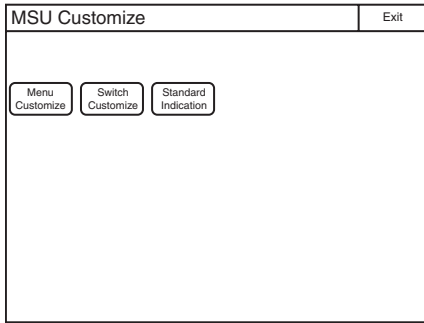 MSU Customize
Exit
Menu
Customize
Switch
Customize
Standard
Indication